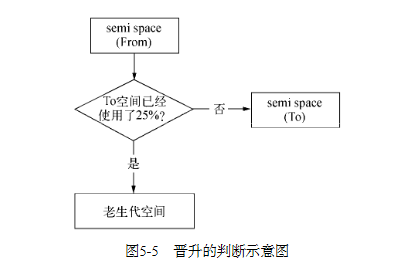 semi space
(From)
To空间已经
使用了25%?
否
semi space
(To)
是
老生代空间
图5-5 晋升的判断示意图